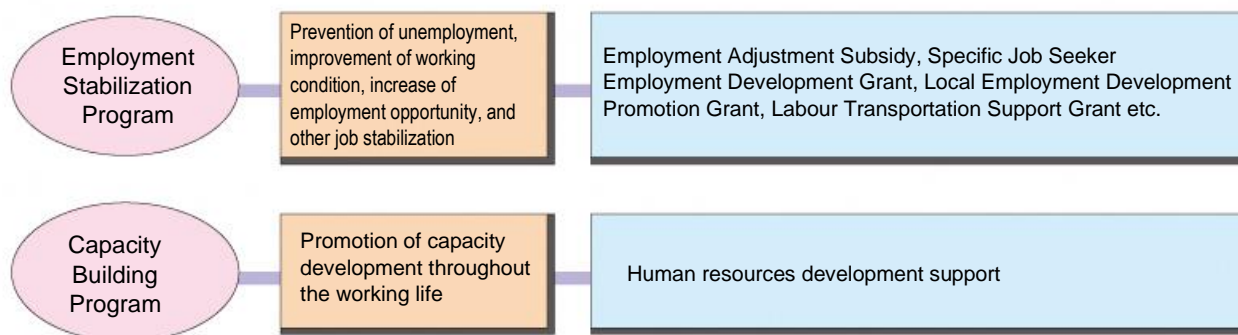 Employment
Stabilization
Program
Prevention of unemployment,
improvement of working
condition, increase of
employment opportunity, and
other job stabilization
Employment Adjustment Subsidy, Specific Job Seeker
Employment Development Grant, Local Employment Development
Promotion Grant, Labour Transportation Support Grant etc.
Capacity
Building
Program
Promotion of capacity
development throughout
the working life
Human resources development support